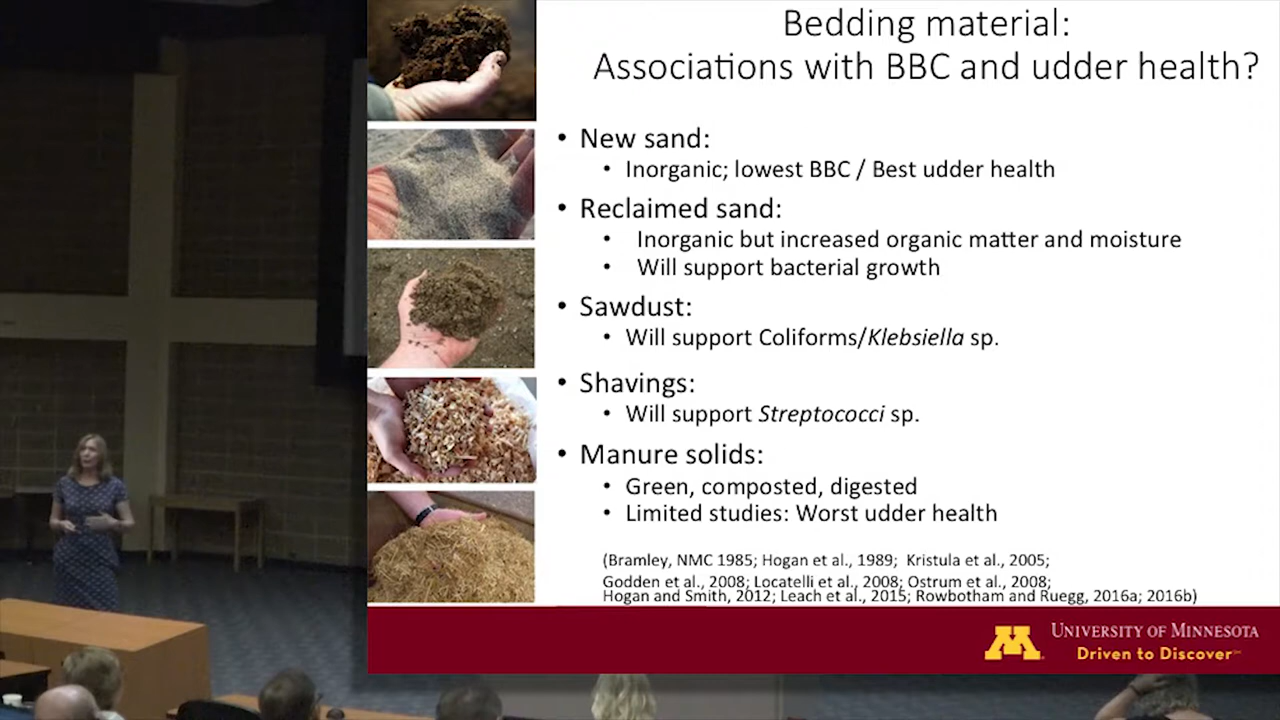 Bedding material:
Associations with BBC and udder health?
• New sand:
• Inorganic; lowest BBC / Best udder health
• Reclaimed sand:
• Inorganic but increased organic matter and moisture
• Will support bacterial growth
• Sawdust:
• Will support Coliforms/Klebsiella sp.
• Shavings:
• Will support Streptococci sp.
• Manure solids:
• Green, composted, digested
• Limited studies: Worst udder health
(Bramley, NMC 1985; Hogan et al., 1989; Kristula et al., 2005;
Godden et al., 2008; Locatelli et al., 2008; Ostrum et al., 2008;
Hogan and Smith, 2012; Leach et al., 2015; Rowbotham and Ruegg, 2016a; 2016b)
M
UNIVERSITY OF MINNESOTA
Driven to Discover℠